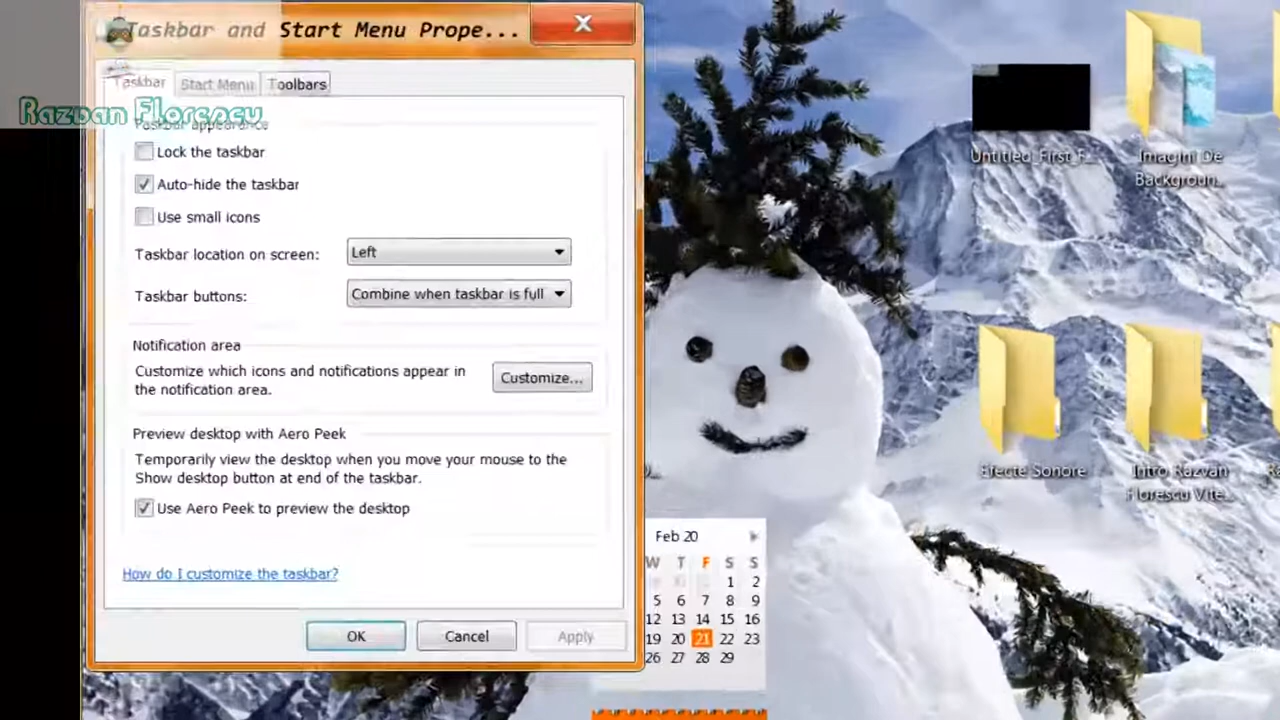 Taskbar and Start Menu Prope...
Taskbar
Start Menu
Toolbars
Razvan Florescu
Taskbar appearance
Lock the taskbar
Auto-hide the taskbar
Use small icons
Taskbar location on screen:
Left
Taskbar buttons:
Combine when taskbar is full
Notification area
Customize which icons and notifications appear in
the notification area.
Customize...
Preview desktop with Aero Peek
Temporarily view the desktop when you move your mouse to the
Show desktop button at end of the taskbar.
Use Aero Peek to preview the desktop
How do I customize the taskbar?
OK
Cancel
Apply
Untitled_First_F...
Imagini De
Backgroun...
Efecte Sonore
Intro Razvan
Florescu Vite...
Feb 20
W T F S S
1 2
5 6 7 8 9
12 13 14 15 16
19 20 21 22 23
26 27 28 29